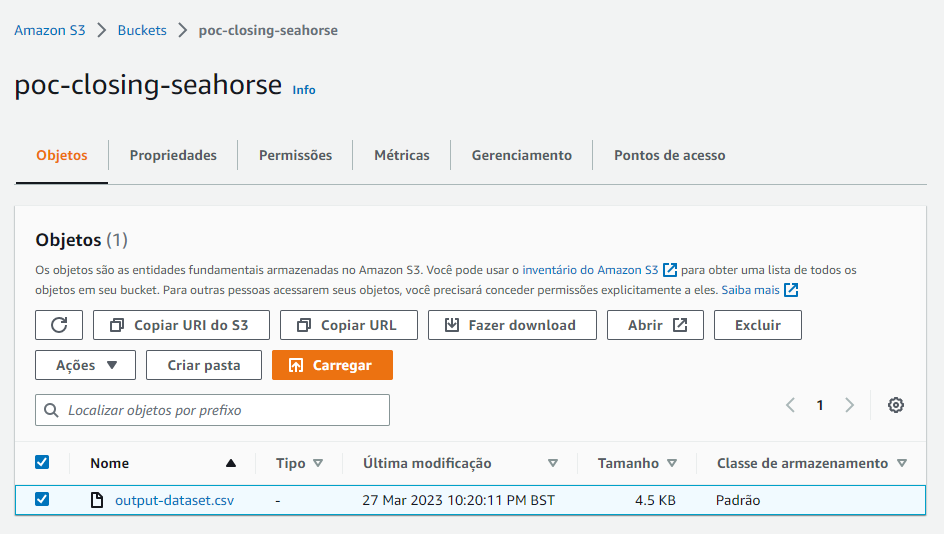 Amazon S3 > Buckets > poc-closing-seahorse
poc-closing-seahorse Info
Objetos Propriedades Permissões Métricas Gerenciamento Pontos de acesso
Objetos (1)
Os objetos são as entidades fundamentais armazenadas no Amazon S3. Você pode usar o inventário do Amazon S3 para obter uma lista de todos os
objetos em seu bucket. Para outras pessoas acessarem seus objetos, você precisará conceder permissões explicitamente a eles. Saiba mais
Copiar URI do S3 Copiar URL Fazer download Abrir Excluir
Ações Criar pasta Carregar
Localizar objetos por prefixo 1
Nome Tipo Última modificação Tamanho Classe de armazenamento
output-dataset.csv - 27 Mar 2023 10:20:11 PM BST 4.5 KB Padrão